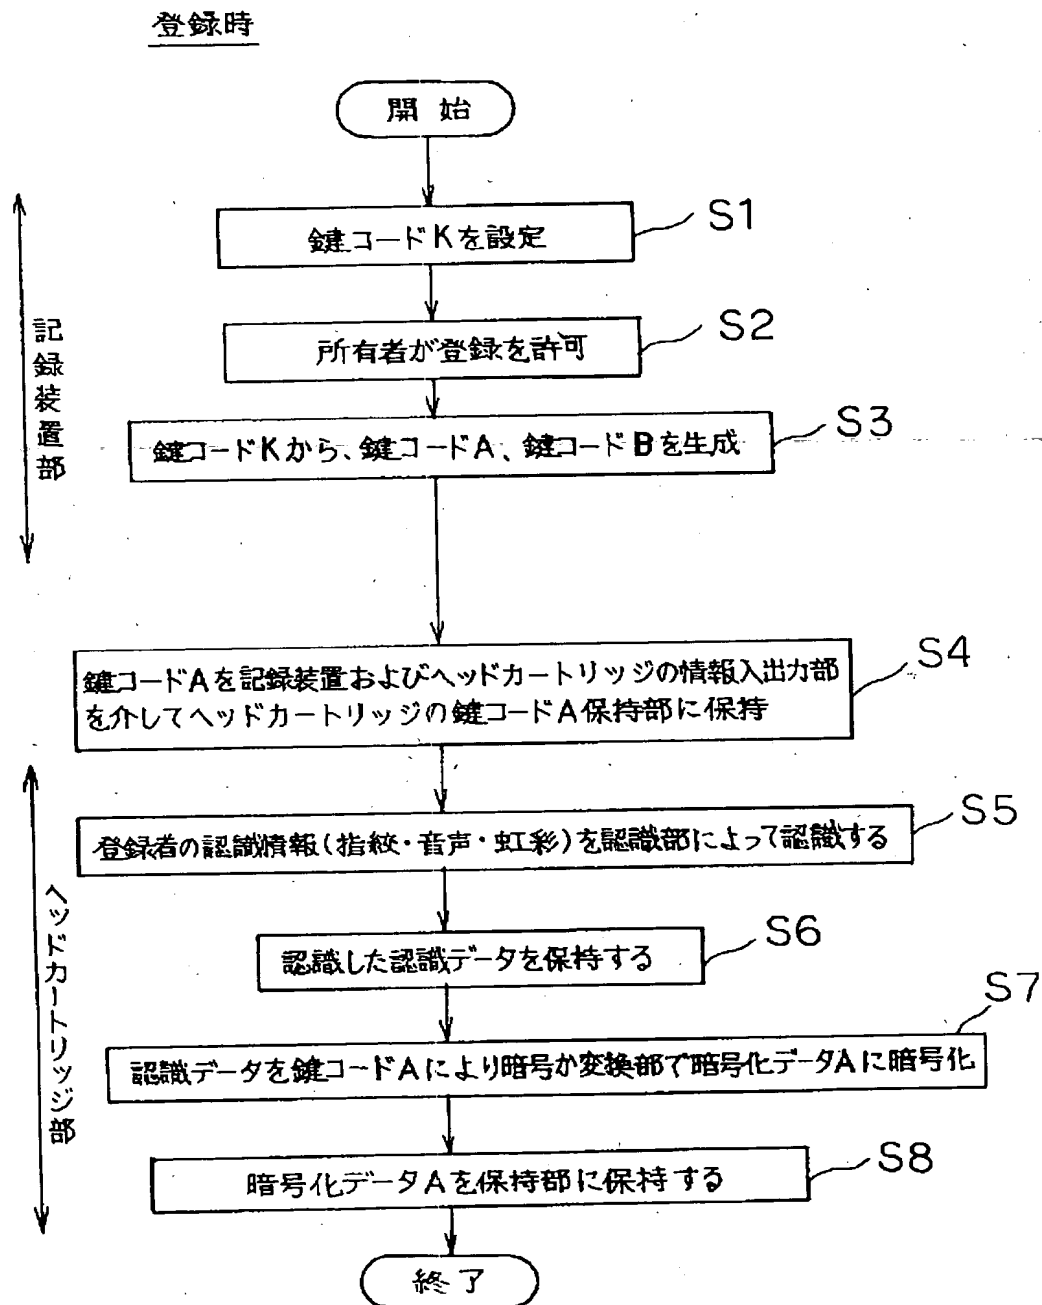 登録時
開始
鍵コードKを設定
S1
所有者が登録を許可
S2
鍵コードKから、鍵コードA、鍵コードBを生成
S3
記録装置部
鍵コードAを記録装置およびヘッドカートリッジの情報入出力部
を介してヘッドカートリッジの鍵コードA保持部に保持
S4
登録者の認識情報(指紋・音声・虹彩)を認識部によって認識する
S5
認識した認識データを保持する
S6
認識データを鍵コードAにより暗号か変換部で暗号化データAに暗号化
S7
暗号化データAを保持部に保持する
S8
ヘッドカートリッジ部
終了